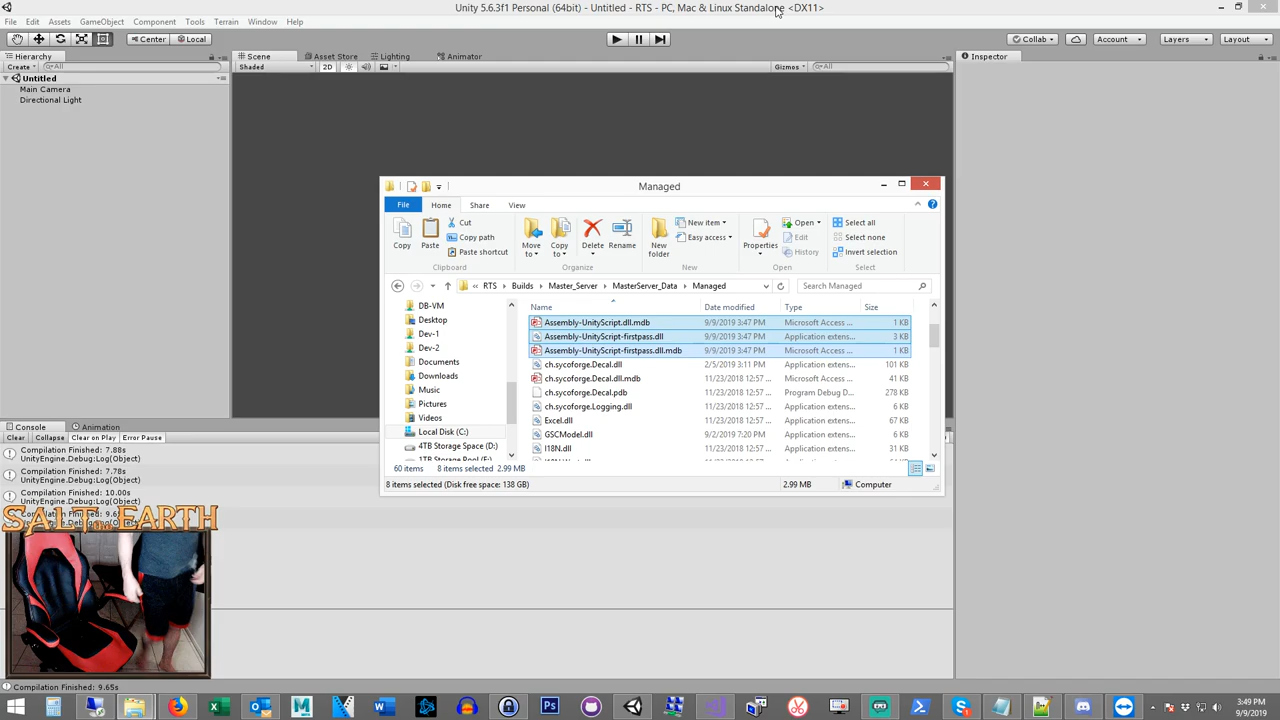 Unity 5.6.3f1 Personal (64bit) - Untitled - RTS - PC, Mac & Linux Standalone <DX11>
File Edit Assets GameObject Component Tools Terrain Window Help
Center Local Collab Account Layers Layout
Hierarchy Scene Asset Store Lighting Animator Inspector
Create All Shaded 2D Gizmos All
Untitled
Main Camera
Directional Light
Managed
File Home Share View
Copy Paste Cut Copy path Paste shortcut Move to Copy to Delete Rename New folder New item Easy access Properties Open Edit History Select all Select none Invert selection
Clipboard Organize New Open Select
« RTS Builds Master_Server MasterServer_Data Managed Search Managed
Name Date modified Type Size
DB-VM
Desktop
Dev-1
Dev-2
Documents
Downloads
Music
Pictures
Videos
Local Disk (C:)
4TB Storage Space (D:)
Assembly-UnityScript.dll.mdb 9/9/2019 3:47 PM Microsoft Access ... 1 KB
Assembly-UnityScript-firstpass.dll 9/9/2019 3:47 PM Application extens... 3 KB
Assembly-UnityScript-firstpass.dll.mdb 9/9/2019 3:47 PM Microsoft Access ... 1 KB
ch.sycoforge.Decal.dll 2/5/2019 3:11 PM Application extens... 101 KB
ch.sycoforge.Decal.dll.mdb 11/23/2018 12:57 ... Microsoft Access ... 41 KB
ch.sycoforge.Decal.pdb 11/23/2018 12:57 ... Program Debug D... 278 KB
ch.sycoforge.Logging.dll 11/23/2018 12:57 ... Application extens... 6 KB
Excel.dll 11/23/2018 12:57 ... Application extens... 6 KB
GSCModel.dll 9/2/2019 7:20 PM Application extens... 6 KB
I18N.dll 11/23/2018 12:57 ... Application extens... 31 KB
60 items 8 items selected 2.99 MB
8 items selected (Disk free space: 138 GB) 2.99 MB Computer
Console Animation
Clear Collapse Clear on Play Error Pause
Compilation Finished: 7.88s
UnityEngine.Debug:Log(Object)
Compilation Finished: 7.78s
UnityEngine.Debug:Log(Object)
Compilation Finished: 10.00s
UnityEngine.Debug:Log(Object)
SALT EARTH
Compilation Finished: 9.65s
3:49 PM
9/9/2019